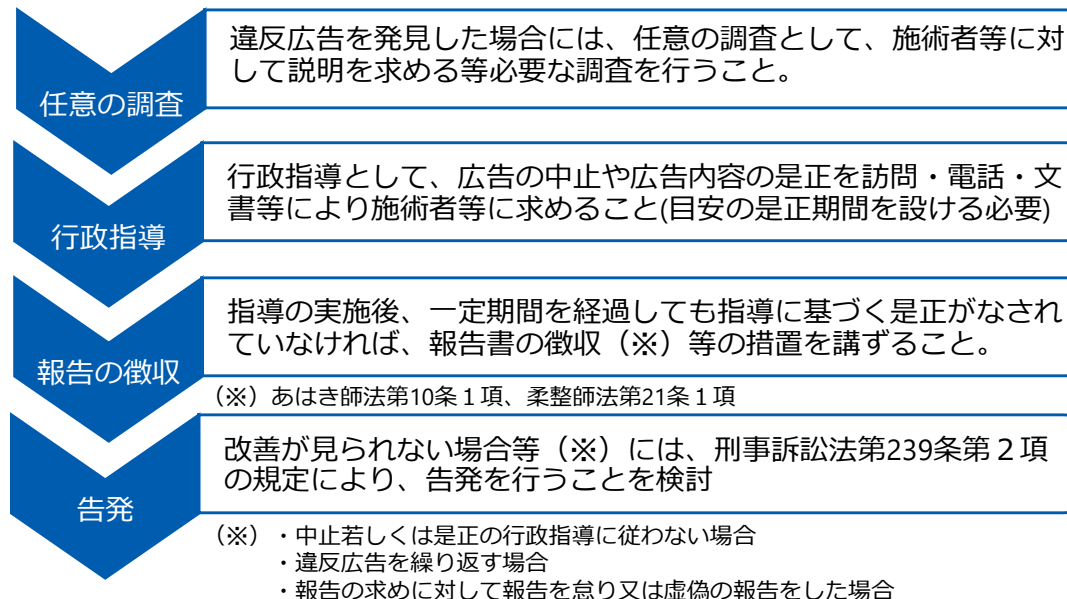 違反広告を発見した場合には、任意の調査として、施術者等に対
して説明を求める等必要な調査を行うこと。
任意の調査
行政指導として、広告の中止や広告内容の是正を訪問・電話・文
書等により施術者等に求めること(目安の是正期間を設ける必要)
行政指導
指導の実施後、一定期間を経過しても指導に基づく是正がなされ
ていなければ、報告書の徴収（※）等の措置を講ずること。
報告の徴収
（※）あはき師法第10条１項、柔整師法第21条１項
改善が見られない場合等（※）には、刑事訴訟法第239条第２項
の規定により、告発を行うことを検討
告発
（※）・中止若しくは是正の行政指導に従わない場合
・違反広告を繰り返す場合
・報告の求めに対して報告を怠り又は虚偽の報告をした場合